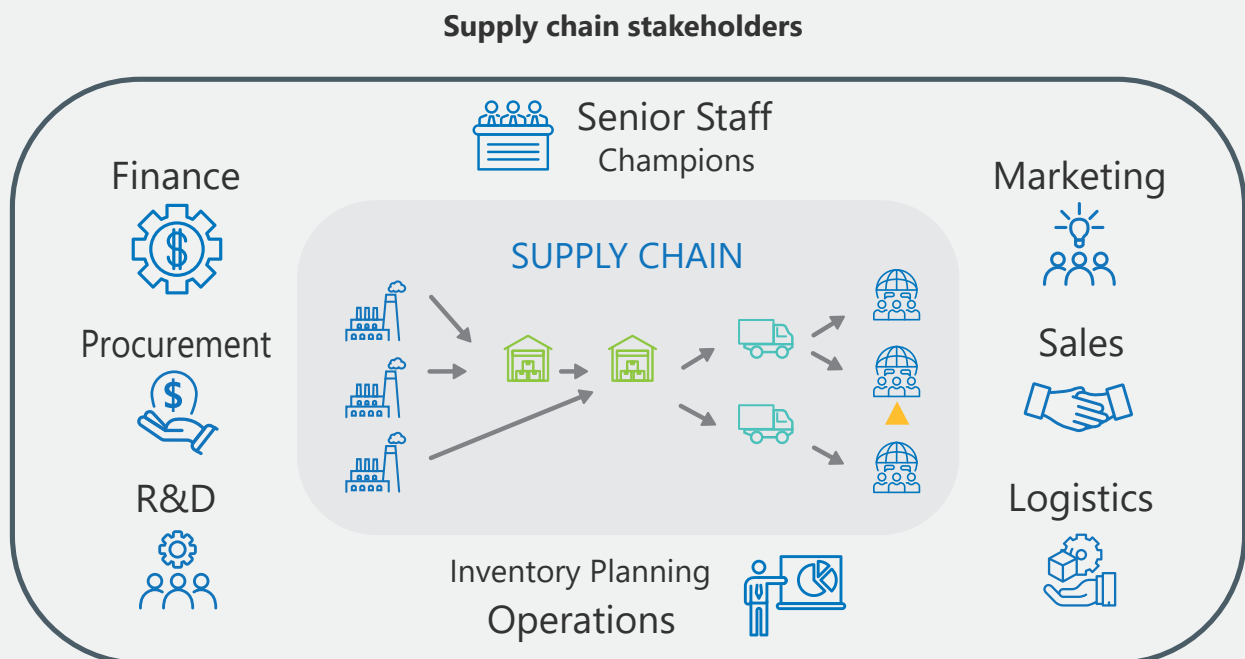 Supply chain stakeholders
Senior Staff
Champions
Finance
Marketing
SUPPLY CHAIN
Procurement
Sales
R&D
Logistics
Inventory Planning
Operations